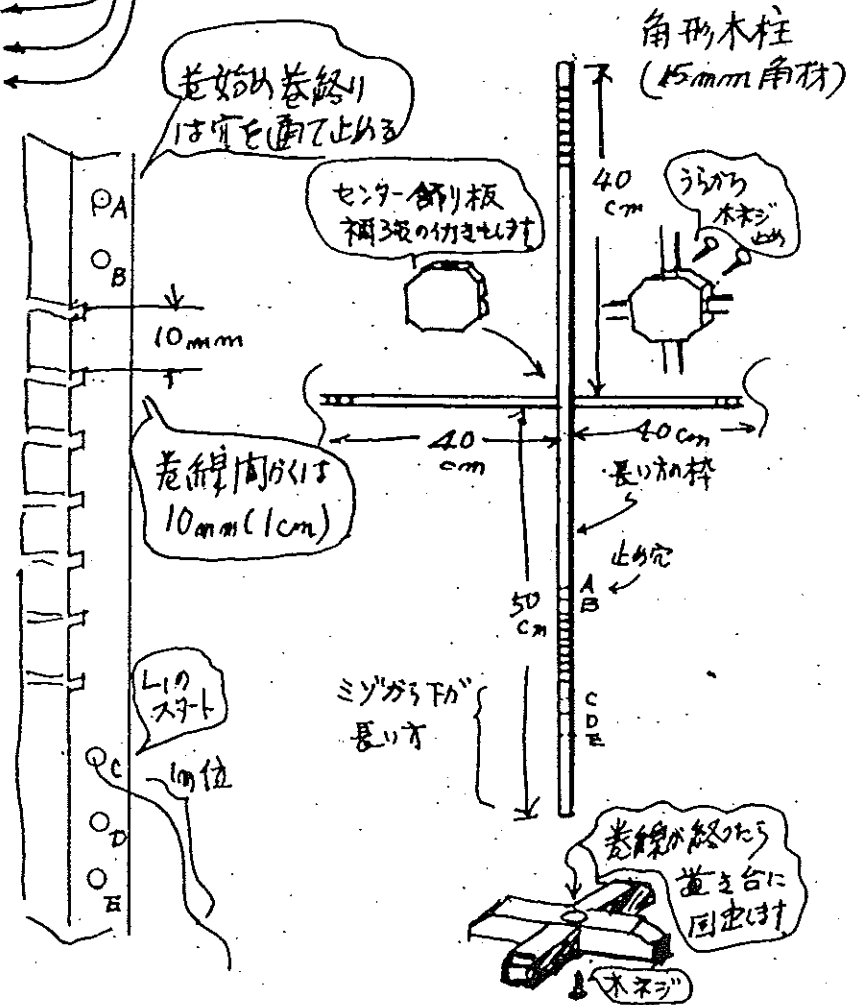 角形木柱
(15mm角材)
巻始め巻終り
は穴を通て止める
A
B
10mm
巻線間かくは
10mm(1cm)
L1の
スタート
C
1m位
D
E
センター飾り板
補強の付き出します
40
cm
うらから
木ネジ
止め
40
cm
40cm
長い方の枠
止め穴
A
B
50
cm
ミゾから下が
長い方
C
D
E
巻線が終ったら
置き台に
固定します
木ネジ